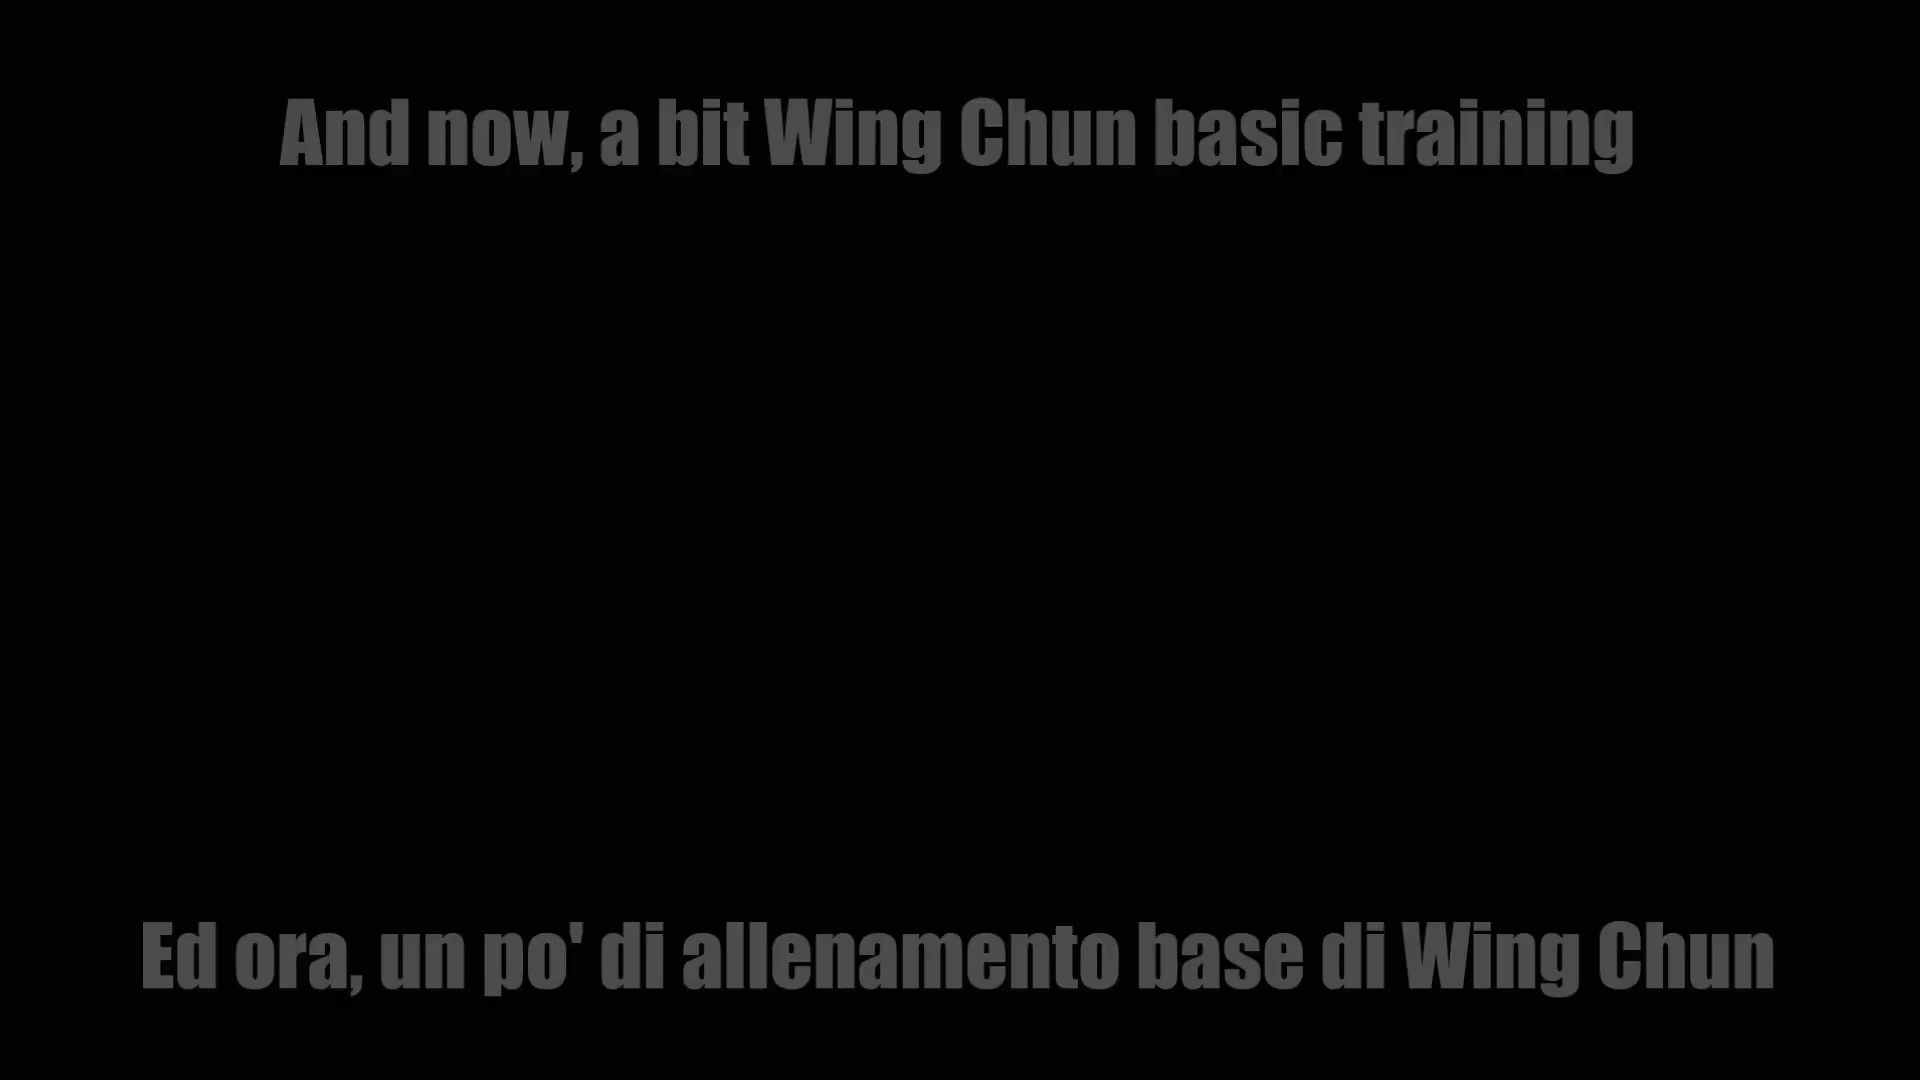 And now, a bit Wing Chun basic training
Ed ora, un po' di allenamento base di Wing Chun